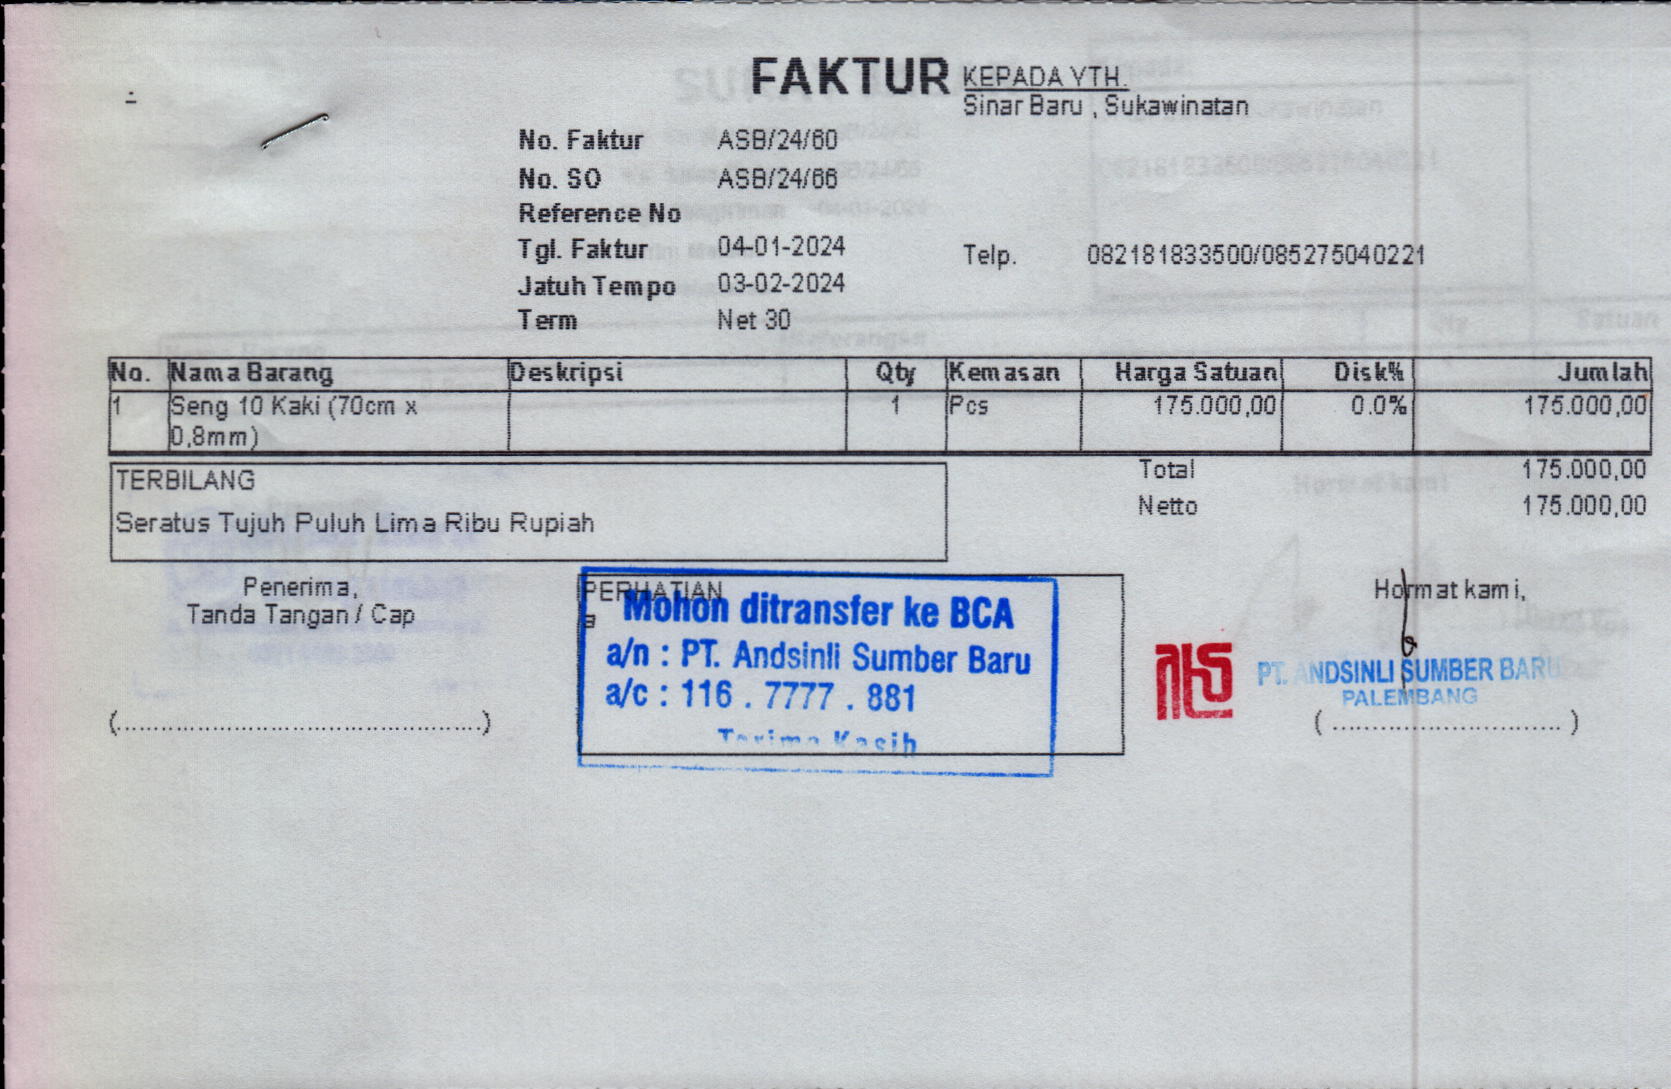 FAKTUR
KEPADA YTH.
Sinar Baru , Sukawinatan
No. Faktur ASB/24/60
No. SO ASB/24/66
Reference No
Tgl. Faktur 04-01-2024
Telp. 082181833500/085275040221
Jatuh Tempo 03-02-2024
Term Net 30
No. Nama Barang Deskripsi Qty Kemasan Harga Satuan Disk% Jumlah
1 Seng 10 Kaki (70cm x 1 Pcs 175.000,00 0.0% 175.000,00
0,8mm)
Total 175.000,00
Netto 175.000,00
TERBILANG
Seratus Tujuh Puluh Lima Ribu Rupiah
Penerima,
Tanda Tangan / Cap
(..............................................)
PERHATIAN
Mohon ditransfer ke BCA
a/n : PT. Andsinli Sumber Baru
a/c : 116 . 7777 . 881
Terima Kasih
Hormat kami,
PT. ANDSINLI SUMBER BARU
PALEMBANG
(.............................)